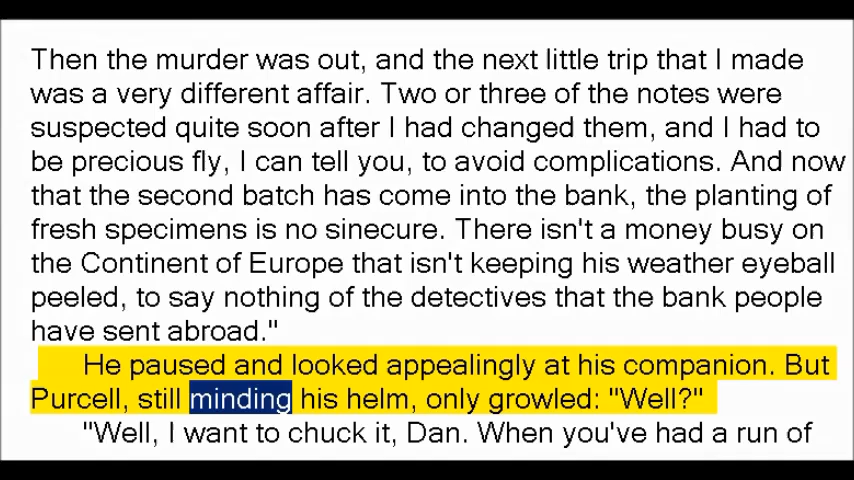 Then the murder was out, and the next little trip that I made
was a very different affair. Two or three of the notes were
suspected quite soon after I had changed them, and I had to
be precious fly, I can tell you, to avoid complications. And now
that the second batch has come into the bank, the planting of
fresh specimens is no sinecure. There isn't a money busy on
the Continent of Europe that isn't keeping his weather eyeball
peeled, to say nothing of the detectives that the bank people
have sent abroad."
He paused and looked appealingly at his companion. But
Purcell, still minding his helm, only growled: "Well?"
"Well, I want to chuck it, Dan. When you've had a run of